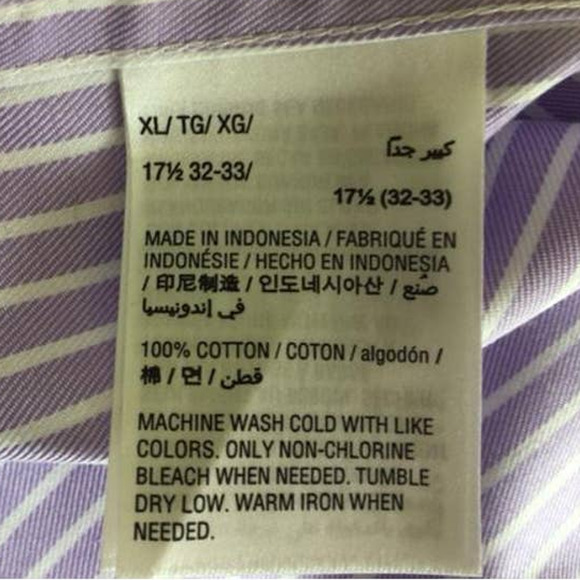 XL/ TG/ XG/
كبير جداً
17½ 32-33/
17½ (32-33)
MADE IN INDONESIA / FABRIQUÉ EN
INDONÉSIE / HECHO EN INDONESIA
/ 印尼制造 / 인도네시아산 / صنع
في إندونيسيا
100% COTTON / COTON / algodón /
棉 / 면 / قطن
MACHINE WASH COLD WITH LIKE
COLORS. ONLY NON-CHLORINE
BLEACH WHEN NEEDED. TUMBLE
DRY LOW. WARM IRON WHEN
NEEDED.